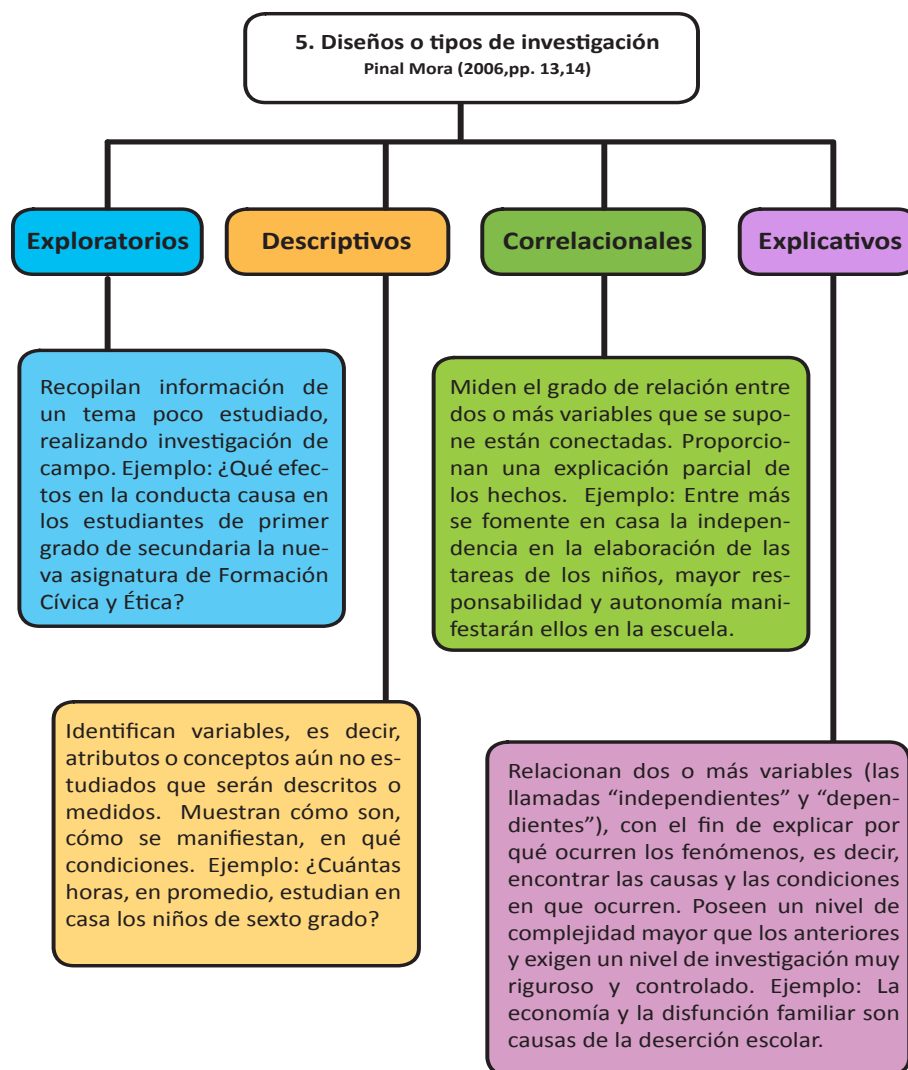 5. Diseños o tipos de investigación
Pinal Mora (2006,pp. 13,14)
Exploratorios
Descriptivos
Correlacionales
Explicativos
Recopilan información de
un tema poco estudiado,
realizando investigación de
campo. Ejemplo: ¿Qué efec-
tos en la conducta causa en
los estudiantes de primer
grado de secundaria la nue-
va asignatura de Formación
Cívica y Ética?
Miden el grado de relación entre
dos o más variables que se supo-
ne están conectadas. Proporcio-
nan una explicación parcial de
los hechos. Ejemplo: Entre más
se fomente en casa la indepen-
dencia en la elaboración de las
tareas de los niños, mayor res-
ponsabilidad y autonomía mani-
festarán ellos en la escuela.
Identifican variables, es decir,
atributos o conceptos aún no es-
tudiados que serán descritos o
medidos. Muestran cómo son,
cómo se manifiestan, en qué
condiciones. Ejemplo: ¿Cuántas
horas, en promedio, estudian en
casa los niños de sexto grado?
Relacionan dos o más variables (las
llamadas “independientes” y “depen-
dientes”), con el fin de explicar por
qué ocurren los fenómenos, es decir,
encontrar las causas y las condiciones
en que ocurren. Poseen un nivel de
complejidad mayor que los anteriores
y exigen un nivel de investigación muy
riguroso y controlado. Ejemplo: La
economía y la disfunción familiar son
causas de la deserción escolar.